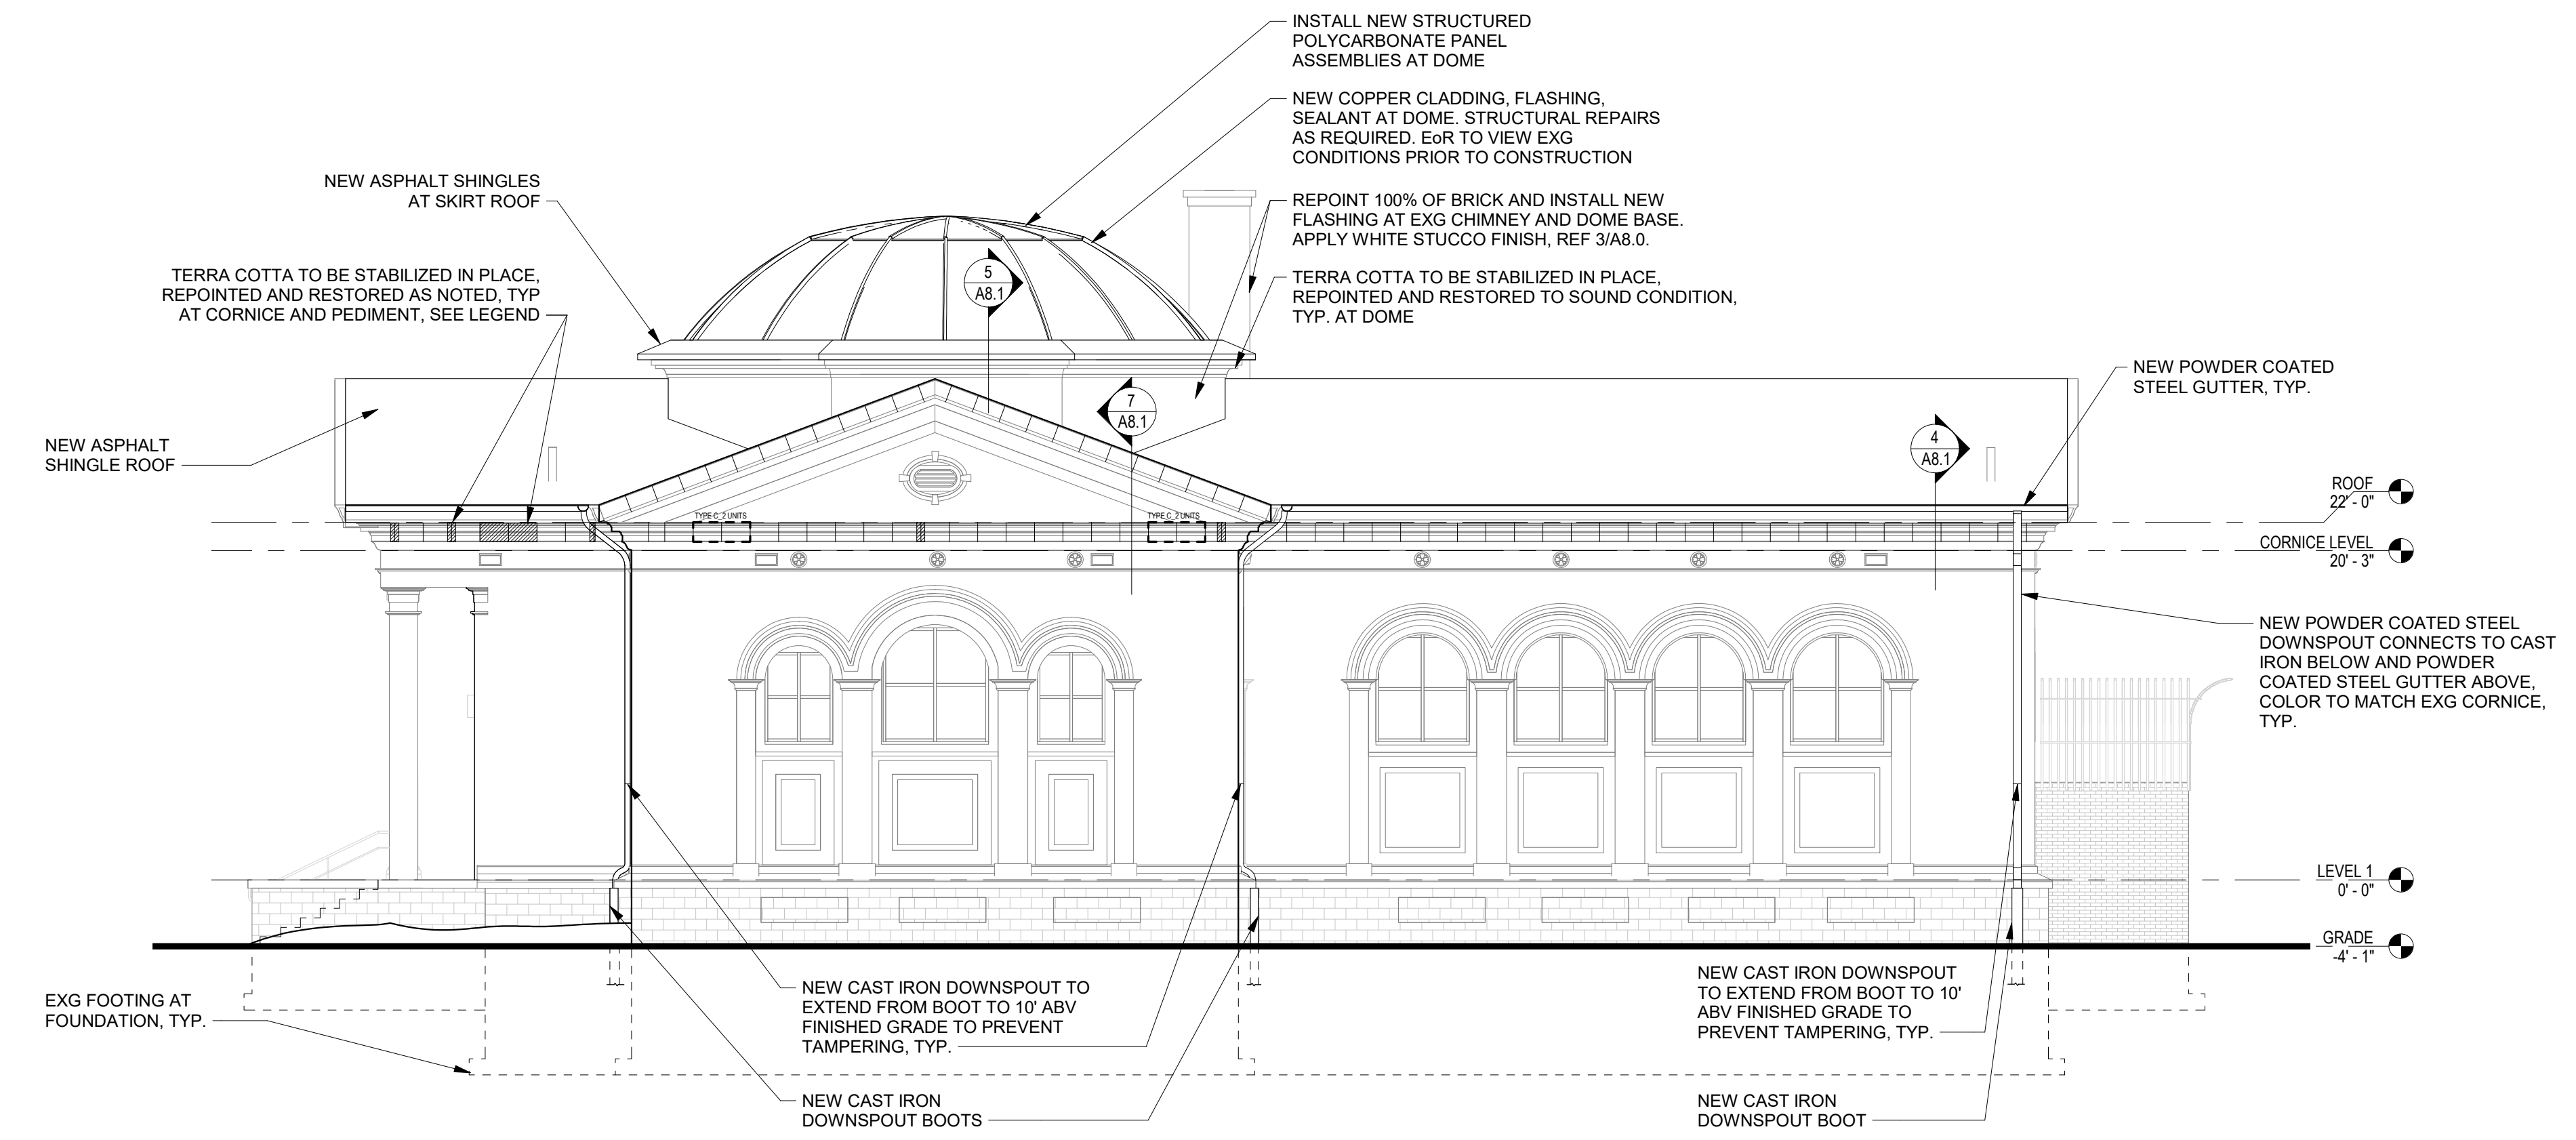 INSTALL NEW STRUCTURED
POLYCARBONATE PANEL
ASSEMBLIES AT DOME
NEW COPPER CLADDING, FLASHING,
SEALANT AT DOME. STRUCTURAL REPAIRS
AS REQUIRED. EoR TO VIEW EXG
CONDITIONS PRIOR TO CONSTRUCTION
NEW ASPHALT SHINGLES
AT SKIRT ROOF
REPOINT 100% OF BRICK AND INSTALL NEW
FLASHING AT EXG CHIMNEY AND DOME BASE.
APPLY WHITE STUCCO FINISH, REF 3/A8.0.
TERRA COTTA TO BE STABILIZED IN PLACE,
REPOINTED AND RESTORED AS NOTED, TYP
AT CORNICE AND PEDIMENT, SEE LEGEND
5
A8.1
TERRA COTTA TO BE STABILIZED IN PLACE,
REPOINTED AND RESTORED TO SOUND CONDITION,
TYP. AT DOME
NEW POWDER COATED
STEEL GUTTER, TYP.
7
A8.1
4
A8.1
NEW ASPHALT
SHINGLE ROOF
ROOF
22' - 0"
TYPE C_2 UNITS
TYPE C_2 UNITS
CORNICE LEVEL
20' - 3"
NEW POWDER COATED STEEL
DOWNSPOUT CONNECTS TO CAST
IRON BELOW AND POWDER
COATED STEEL GUTTER ABOVE,
COLOR TO MATCH EXG CORNICE,
TYP.
LEVEL 1
0' - 0"
GRADE
-4' - 1"
EXG FOOTING AT
FOUNDATION, TYP.
NEW CAST IRON DOWNSPOUT TO
EXTEND FROM BOOT TO 10' ABV
FINISHED GRADE TO PREVENT
TAMPERING, TYP.
NEW CAST IRON DOWNSPOUT
TO EXTEND FROM BOOT TO 10'
ABV FINISHED GRADE TO
PREVENT TAMPERING, TYP.
NEW CAST IRON
DOWNSPOUT BOOTS
NEW CAST IRON
DOWNSPOUT BOOT